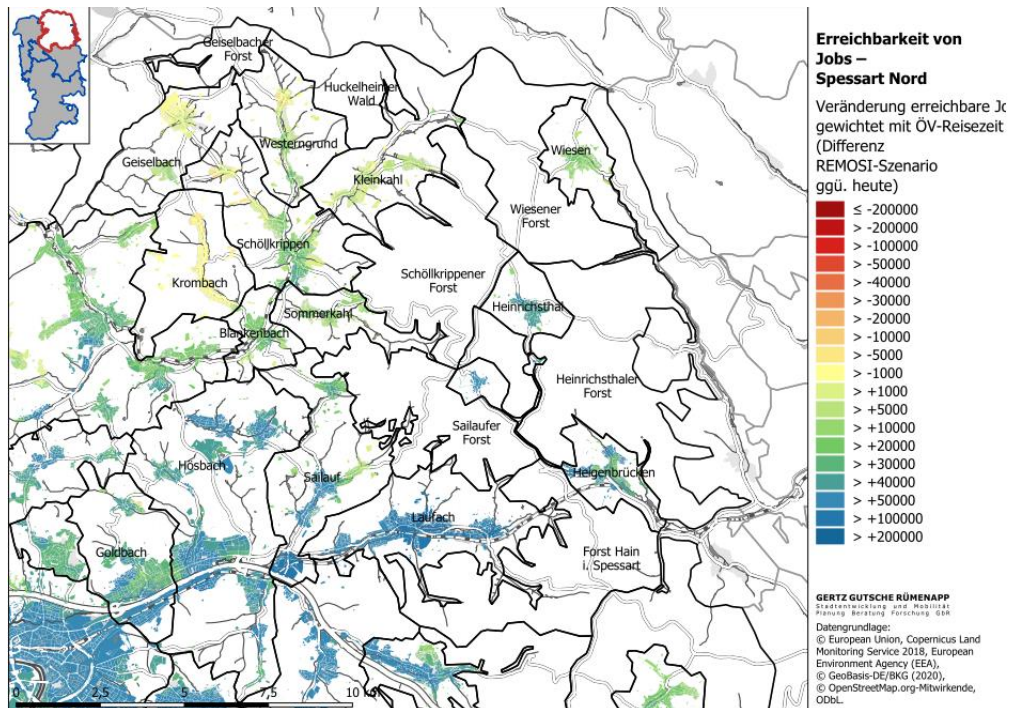 Geiselbacher
Forst
Huckelheimer
Wald
Westerngrund
Geiselbach
Kleinkahl
Wiesen
Wiesener
Forst
Schöllkrippen
Schöllkrippener
Forst
Krombach
Sommerkahl
Heinrichsthal
Blankenbach
Heinrichsthaler
Forst
Sailaufer
Forst
Hösbach
Sailauf
Heigenbrücken
Laufach
Goldbach
Forst Hain
i. Spessart
0 2,5 5 7,5 10 k
Erreichbarkeit von
Jobs –
Spessart Nord
Veränderung erreichbare Jo
gewichtet mit ÖV-Reisezeit
(Differenz
REMOSI-Szenario
ggü. heute)
≤ -200000
> -200000
> -100000
> -50000
> -40000
> -30000
> -20000
> -10000
> -5000
> -1000
> +1000
> +5000
> +10000
> +20000
> +30000
> +40000
> +50000
> +100000
> +200000
GERTZ GUTSCHE RÜMENAPP
Stadtentwicklung und Mobilität
Planung Beratung Forschung GbR
Datengrundlage:
© European Union, Copernicus Land
Monitoring Service 2018, European
Environment Agency (EEA),
© GeoBasis-DE/BKG (2020),
© OpenStreetMap.org-Mitwirkende,
ODbL.